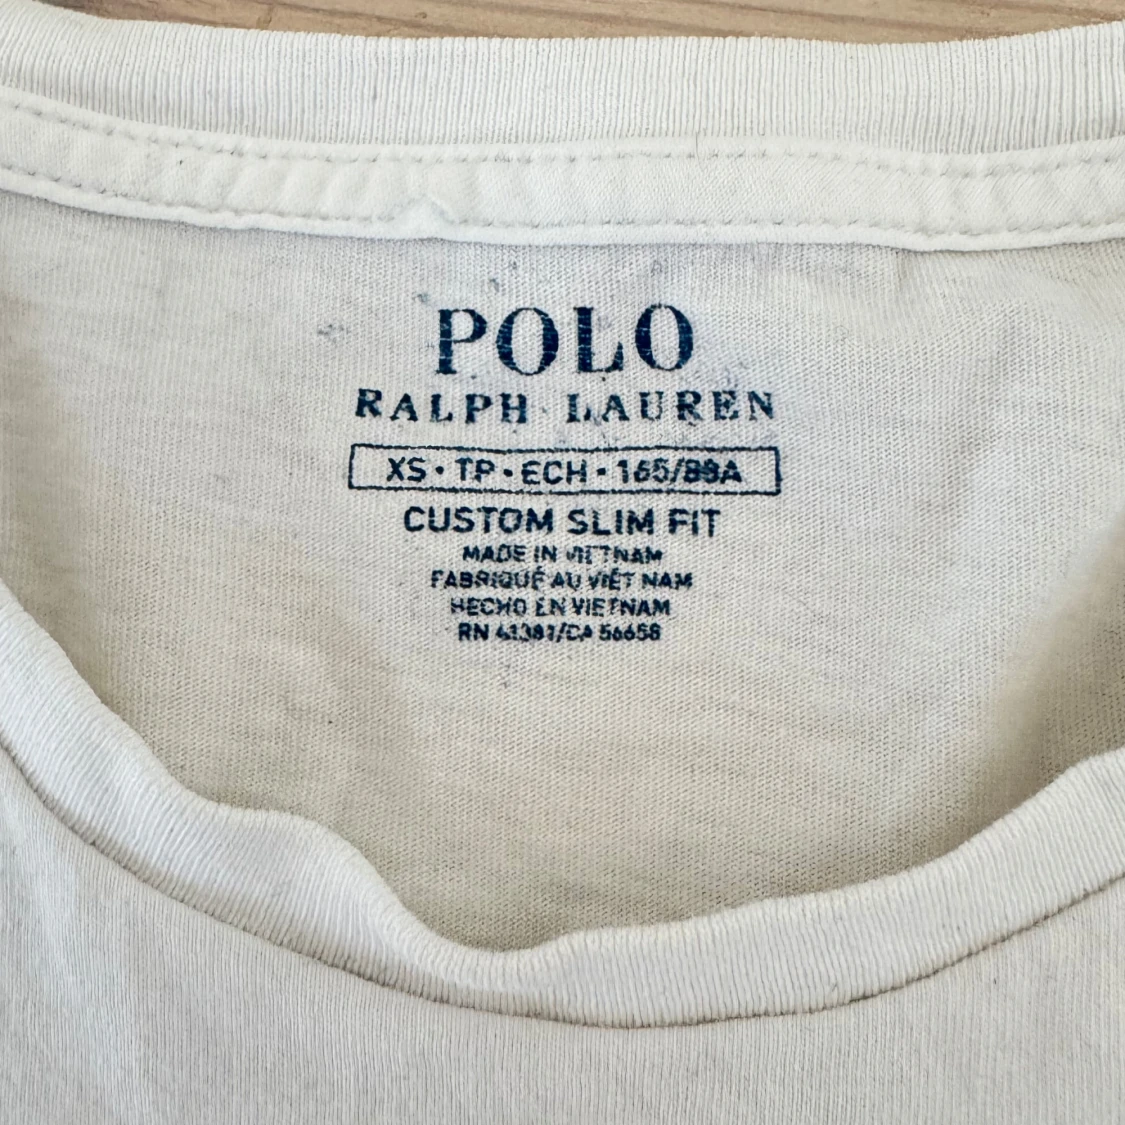 POLO
RALPH LAUREN
XS · TP · ECH · 165/88A
CUSTOM SLIM FIT
MADE IN VIETNAM
FABRIQUÉ AU VIÊT NAM
HECHO EN VIETNAM
RN 41381/CA 56658